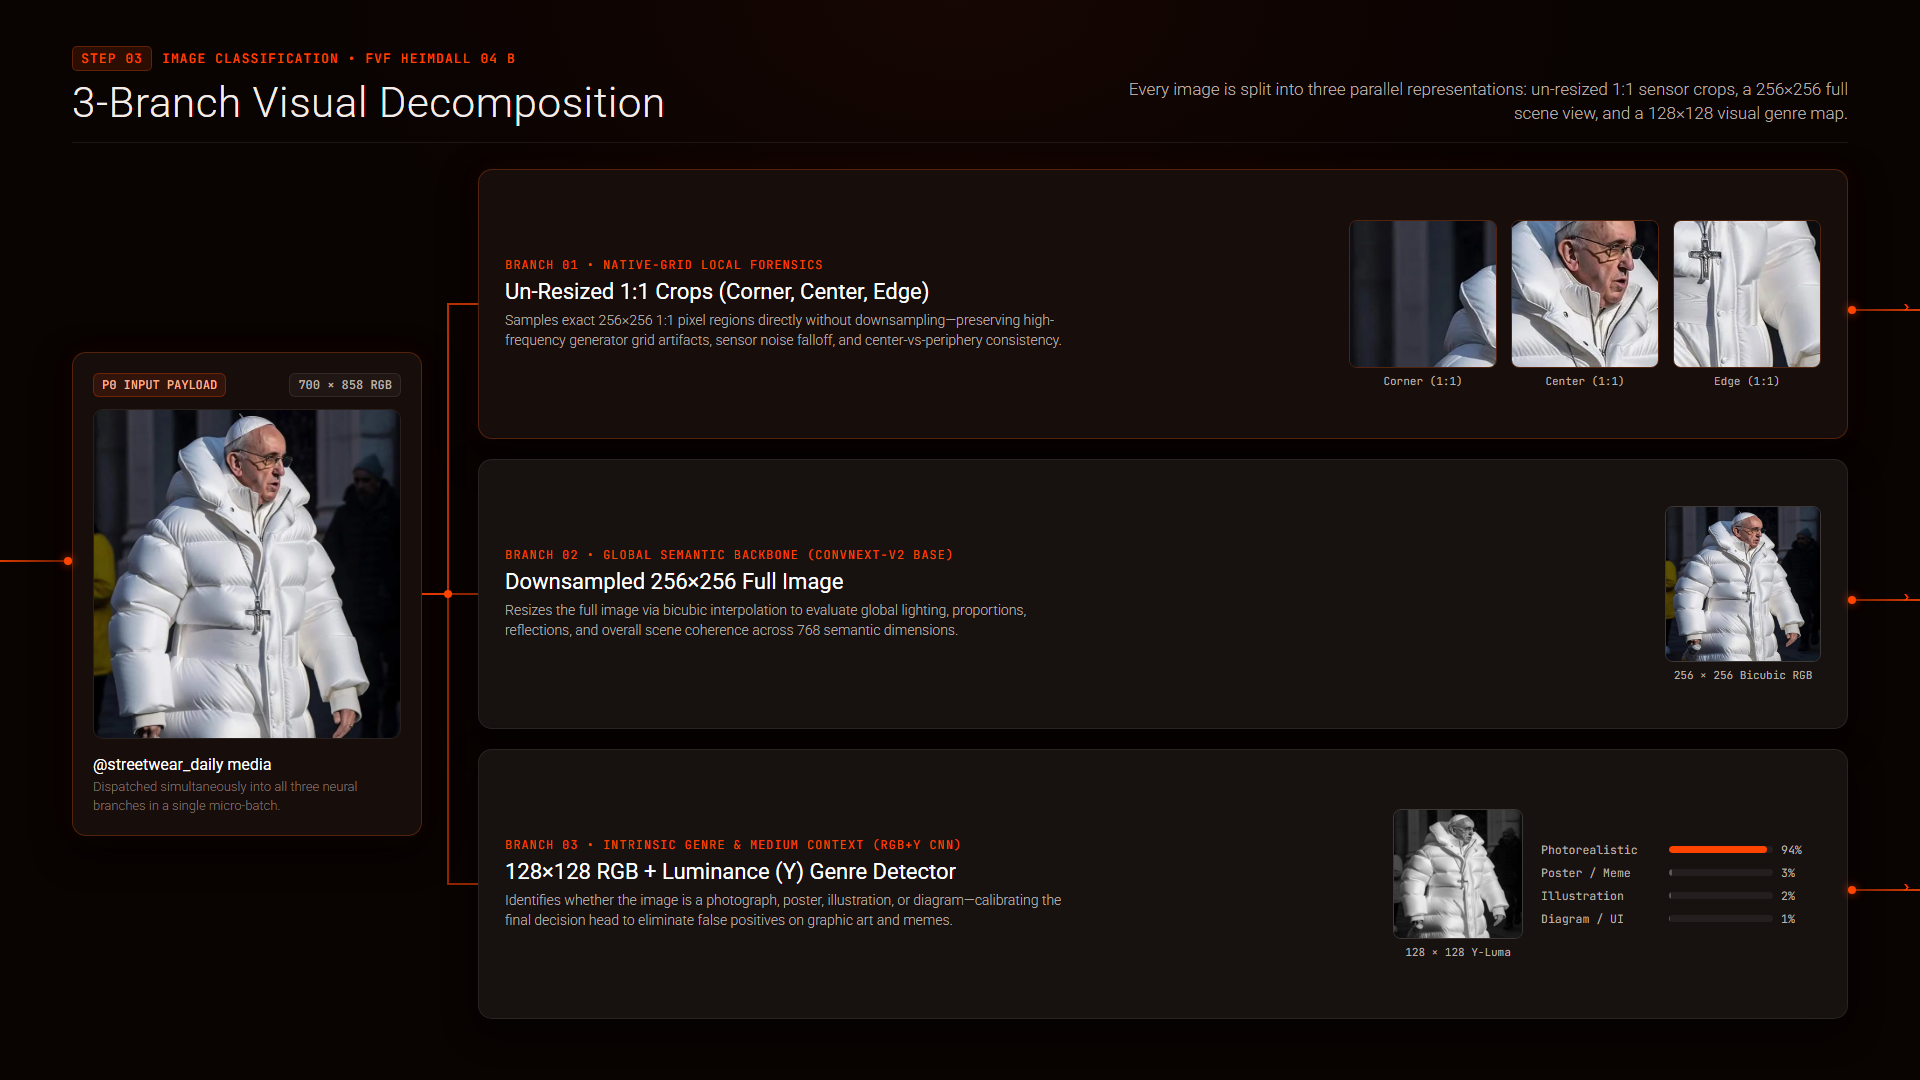 STEP 03 IMAGE CLASSIFICATION • FVF HEIMDALL 04 B
3-Branch Visual Decomposition
Every image is split into three parallel representations: un-resized 1:1 sensor crops, a 256×256 full
scene view, and a 128×128 visual genre map.
P0 INPUT PAYLOAD
700 × 858 RGB
@streetwear_daily media
Dispatched simultaneously into all three neural
branches in a single micro-batch.
BRANCH 01 • NATIVE-GRID LOCAL FORENSICS
Un-Resized 1:1 Crops (Corner, Center, Edge)
Samples exact 256×256 1:1 pixel regions directly without downsampling—preserving high-
frequency generator grid artifacts, sensor noise falloff, and center-vs-periphery consistency.
Corner (1:1)
Center (1:1)
Edge (1:1)
BRANCH 02 • GLOBAL SEMANTIC BACKBONE (CONVNEXT-V2 BASE)
Downsampled 256×256 Full Image
Resizes the full image via bicubic interpolation to evaluate global lighting, proportions,
reflections, and overall scene coherence across 768 semantic dimensions.
256 × 256 Bicubic RGB
BRANCH 03 • INTRINSIC GENRE & MEDIUM CONTEXT (RGB+Y CNN)
128×128 RGB + Luminance (Y) Genre Detector
Identifies whether the image is a photograph, poster, illustration, or diagram—calibrating the
final decision head to eliminate false positives on graphic art and memes.
128 × 128 Y-Luma
Photorealistic 94%
Poster / Meme 3%
Illustration 2%
Diagram / UI 1%